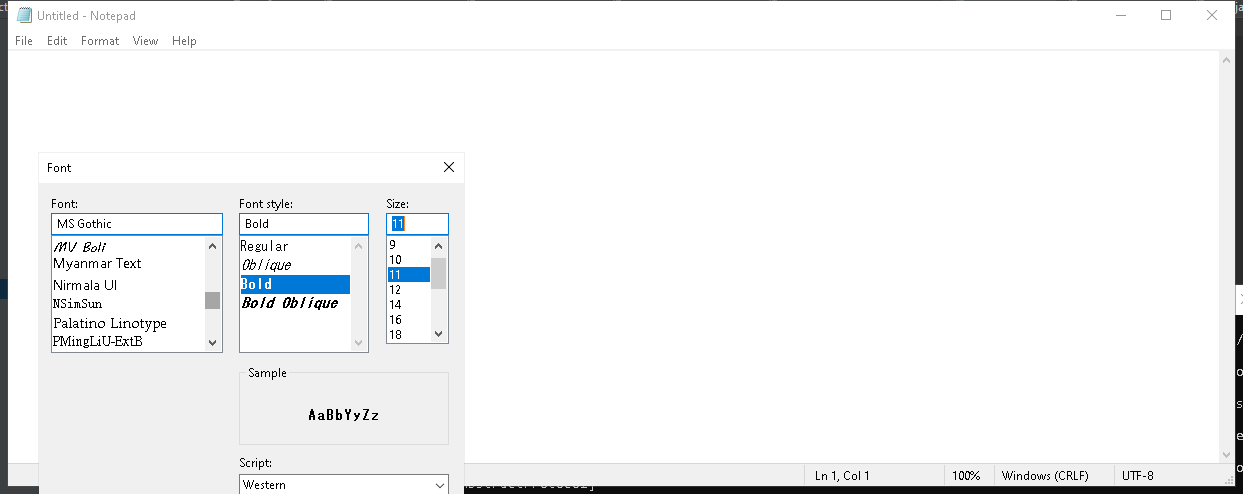 Untitled - Notepad
File Edit Format View Help
Font
Font: Font style: Size:
MS Gothic Bold 11
MV Boli Regular 9
Myanmar Text Oblique 10
Nirmala UI Bold 11
NSimSun Bold Oblique 12
Palatino Linotype 14
PMingLiU-ExtB 16
18
Sample
AaBbYyZz
Script:
Western
Ln 1, Col 1 100% Windows (CRLF) UTF-8